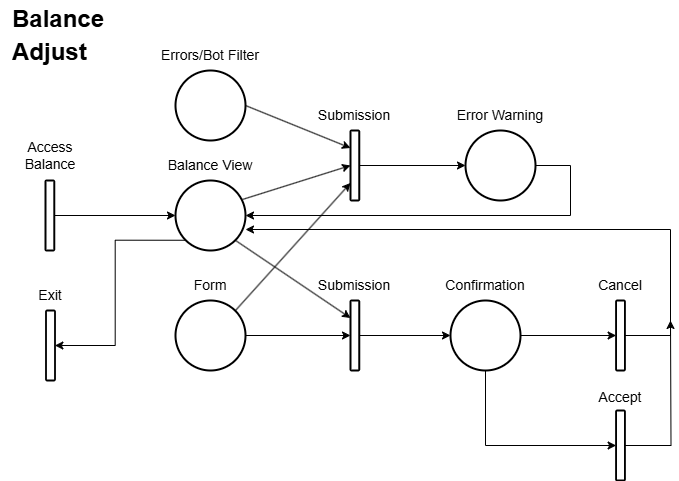 Balance
Adjust
Errors/Bot Filter
Submission
Error Warning
Access
Balance
Balance View
Exit
Form
Submission
Confirmation
Cancel
Accept